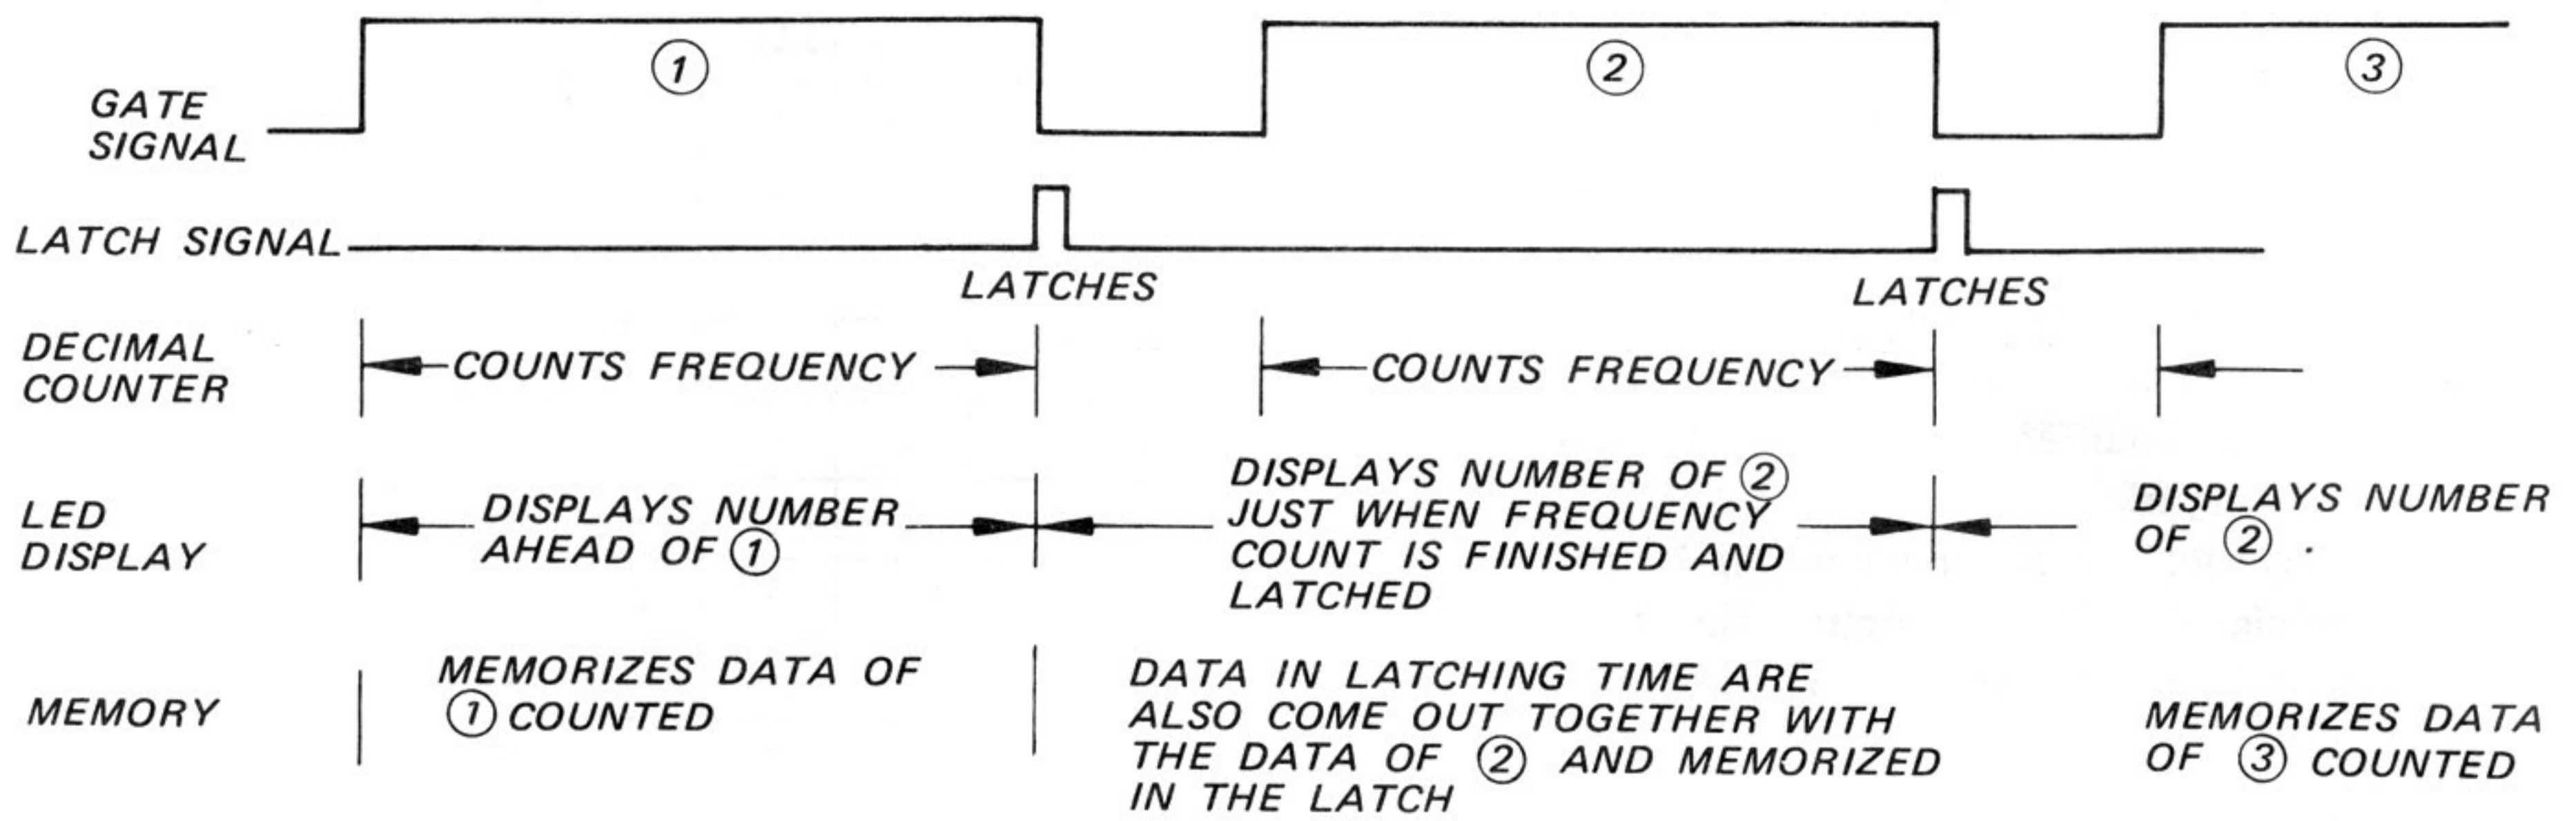 ① ② ③
GATE
SIGNAL
LATCH SIGNAL
LATCHES LATCHES
DECIMAL
COUNTER
COUNTS FREQUENCY COUNTS FREQUENCY
LED
DISPLAY
DISPLAYS NUMBER
AHEAD OF ①
DISPLAYS NUMBER OF ②
JUST WHEN FREQUENCY
COUNT IS FINISHED AND
LATCHED
DISPLAYS NUMBER
OF ② .
MEMORY
MEMORIZES DATA OF
① COUNTED
DATA IN LATCHING TIME ARE
ALSO COME OUT TOGETHER WITH
THE DATA OF ② AND MEMORIZED
IN THE LATCH
MEMORIZES DATA
OF ③ COUNTED